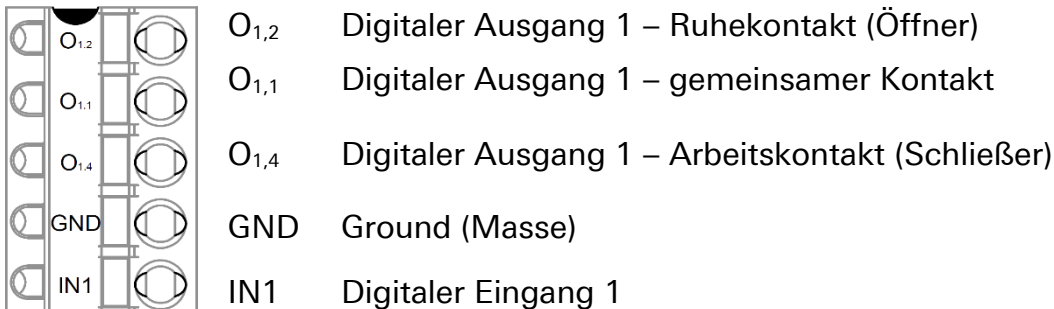 O1.2 O1,2 Digitaler Ausgang 1 – Ruhekontakt (Öffner)
O1.1 O1,1 Digitaler Ausgang 1 – gemeinsamer Kontakt
O1.4 O1,4 Digitaler Ausgang 1 – Arbeitskontakt (Schließer)
GND GND Ground (Masse)
IN1 IN1 Digitaler Eingang 1